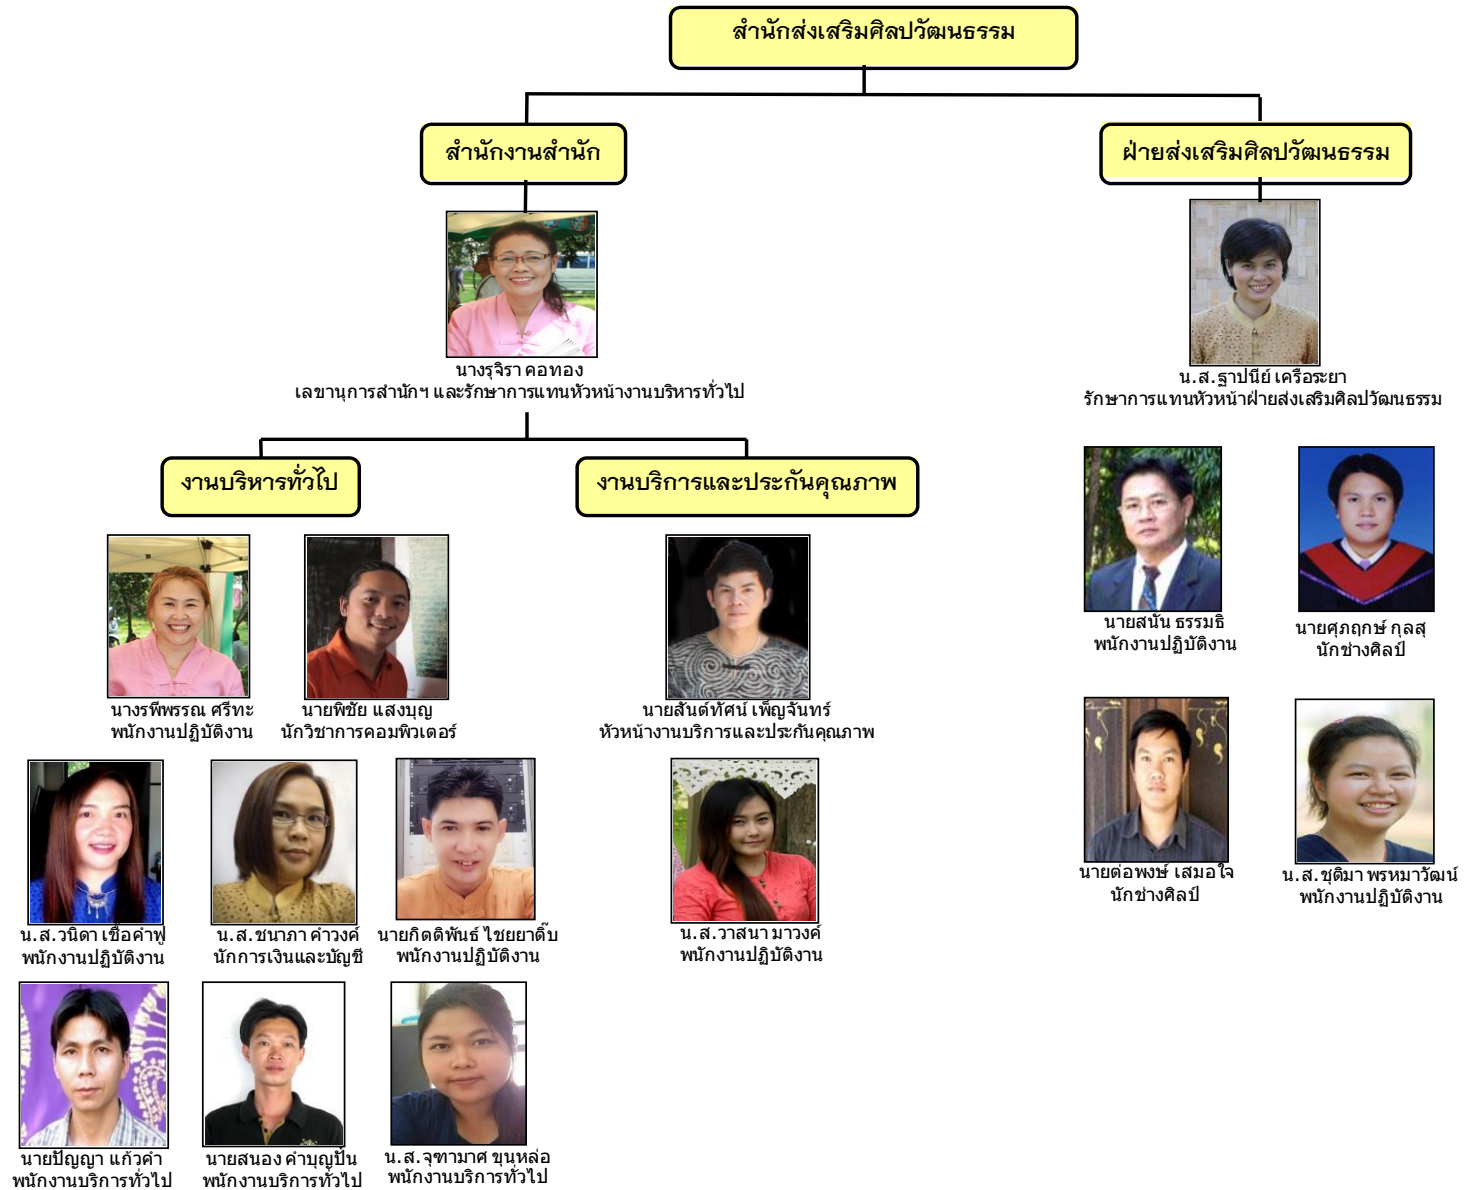 สำนักส่งเสริมศิลปวัฒนธรรม
สำนักงานสำนัก
ฝ่ายส่งเสริมศิลปวัฒนธรรม
นางรุจิรา คอทอง
เลขานุการสำนักฯ และรักษาการแทนหัวหน้างานบริหารทั่วไป
น.ส.ฐาปนีย์ เครือระยา
รักษาการแทนหัวหน้าฝ่ายส่งเสริมศิลปวัฒนธรรม
งานบริหารทั่วไป
งานบริการและประกันคุณภาพ
นายสนั่น ธรรมธิ
พนักงานปฏิบัติงาน
นายศุภฤกษ์ กุลสุ
นักช่างศิลป์
นางรพีพรรณ ศรีทะ
พนักงานปฏิบัติงาน
นายพิชัย แสงบุญ
นักวิชาการคอมพิวเตอร์
นายสันต์ทัศน์ เพ็ญจันทร์
หัวหน้างานบริการและประกันคุณภาพ
นายต่อพงษ์ เสมอใจ
นักช่างศิลป์
น.ส.ชุติมา พรหมาวัฒน์
พนักงานปฏิบัติงาน
น.ส.วนิดา เชื้อคำฟู
พนักงานปฏิบัติงาน
น.ส.ชนาภา คำวงค์
นักการเงินและบัญชี
นายกิตติพันธ์ ไชยยาติ๊บ
พนักงานปฏิบัติงาน
น.ส.วาสนา มาวงค์
พนักงานปฏิบัติงาน
นายปัญญา แก้วคำ
พนักงานบริการทั่วไป
นายสนอง คำบุญปั่น
พนักงานบริการทั่วไป
น.ส.จุฑามาศ ขุนหล่อ
พนักงานบริการทั่วไป